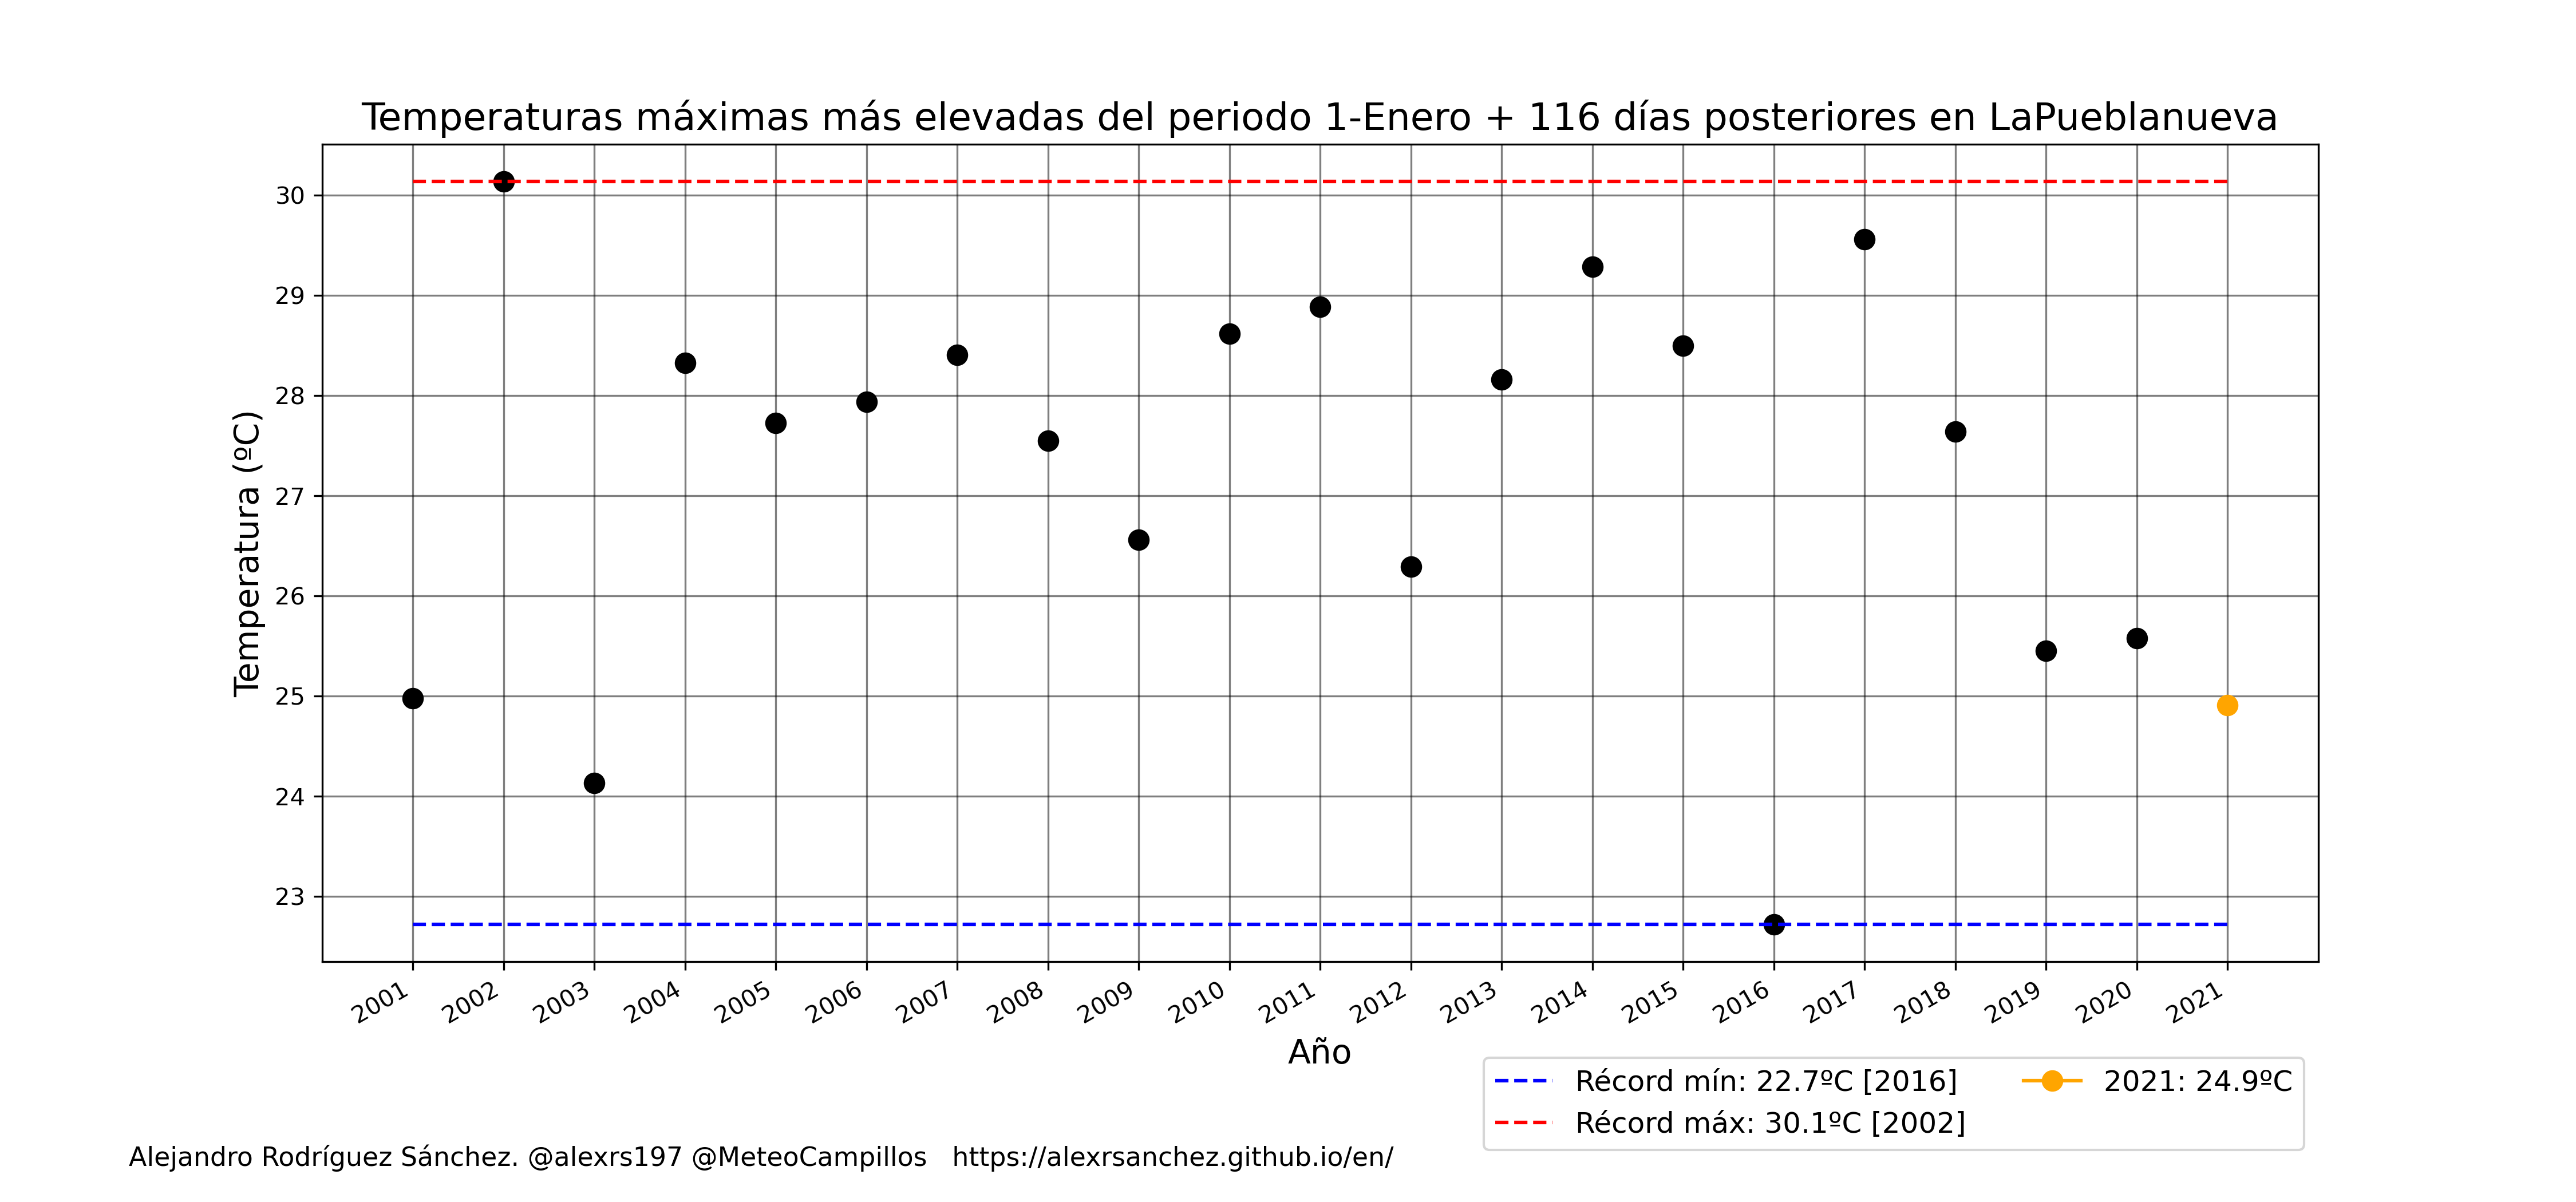 Temperaturas máximas más elevadas del periodo 1-Enero + 116 días posteriores en LaPueblanueva
Temperatura (ºC)
30
29
28
27
26
25
24
23
2001 2002 2003 2004 2005 2006 2007 2008 2009 2010 2011 2012 2013 2014 2015 2016 2017 2018 2019 2020 2021
Año
Récord mín: 22.7ºC [2016]
Récord máx: 30.1ºC [2002]
2021: 24.9ºC
Alejandro Rodríguez Sánchez. @alexrs197 @MeteoCampillos https://alexrsanchez.github.io/en/